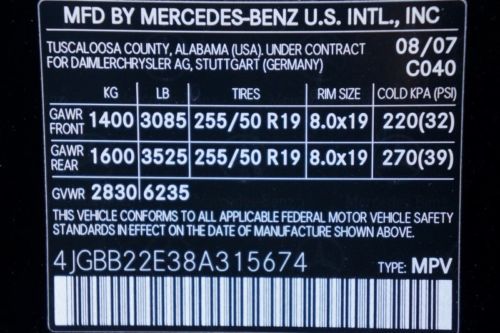 MFD BY MERCEDES-BENZ U.S. INTL., INC
TUSCALOOSA COUNTY, ALABAMA (USA). UNDER CONTRACT 08/07
FOR DAIMLERCHRYSLER AG, STUTTGART (GERMANY) C040
KG LB TIRES RIM SIZE COLD KPA (PSI)
GAWR FRONT 1400 3085 255/50 R19 8.0x19 220(32)
GAWR REAR 1600 3525 255/50 R19 8.0x19 270(39)
GVWR 2830 6235
THIS VEHICLE CONFORMS TO ALL APPLICABLE FEDERAL MOTOR VEHICLE SAFETY
STANDARDS IN EFFECT ON THE DATE OF MANUFACTURE SHOWN ABOVE.
4JGBB22E38A315674 TYPE: MPV